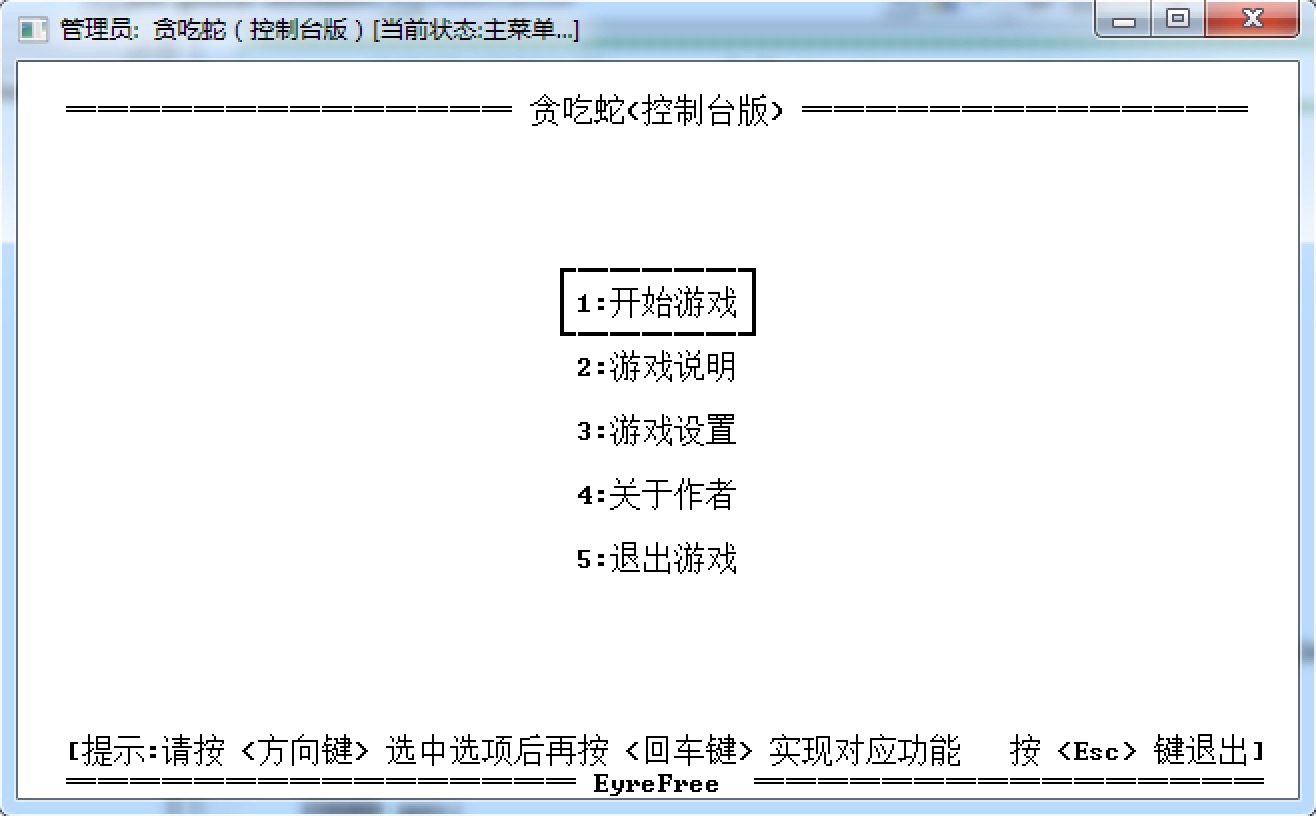 管理员: 贪吃蛇（控制台版）[当前状态:主菜单...]
贪吃蛇<控制台版>
1:开始游戏
2:游戏说明
3:游戏设置
4:关于作者
5:退出游戏
[提示:请按 <方向键> 选中选项后再按 <回车键> 实现对应功能 按 <Esc> 键退出]
EyreFree